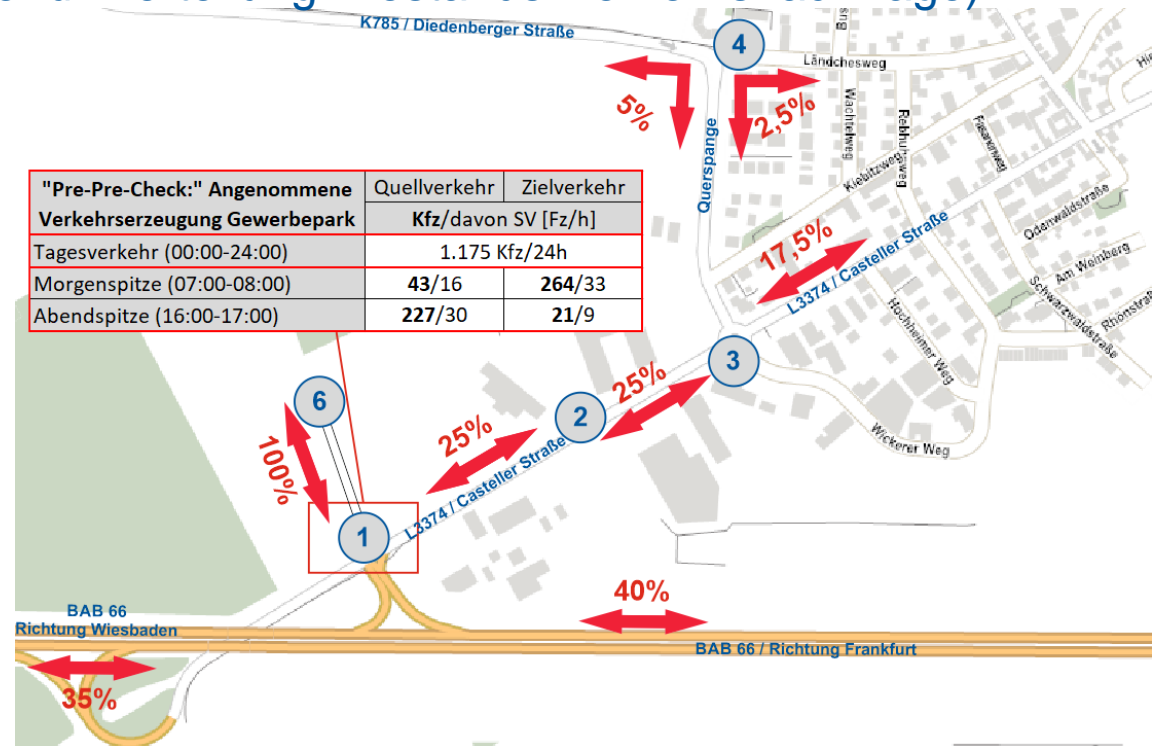 K785 / Diedenberger Straße
4
Ländchesweg
5%
2,5%
Wachtelweg
Querspange
Kiebitzweg
"Pre-Pre-Check:" Angenommene Verkehrserzeugung Gewerbepark
Quellverkehr
Zielverkehr
Kfz/davon SV [Fz/h]
Tagesverkehr (00:00-24:00)
1.175 Kfz/24h
Morgenspitze (07:00-08:00)
43/16
264/33
Abendspitze (16:00-17:00)
227/30
21/9
Odenwaldstraße
17,5%
L3374 / Casteller Straße
Am Weinberg
Schwarzwaldstraße
Hochheimer Weg
3
25%
6
2
25%
100%
L3374 / Casteller Straße
Wickerer Weg
1
40%
BAB 66
Richtung Wiesbaden
BAB 66 / Richtung Frankfurt
35%